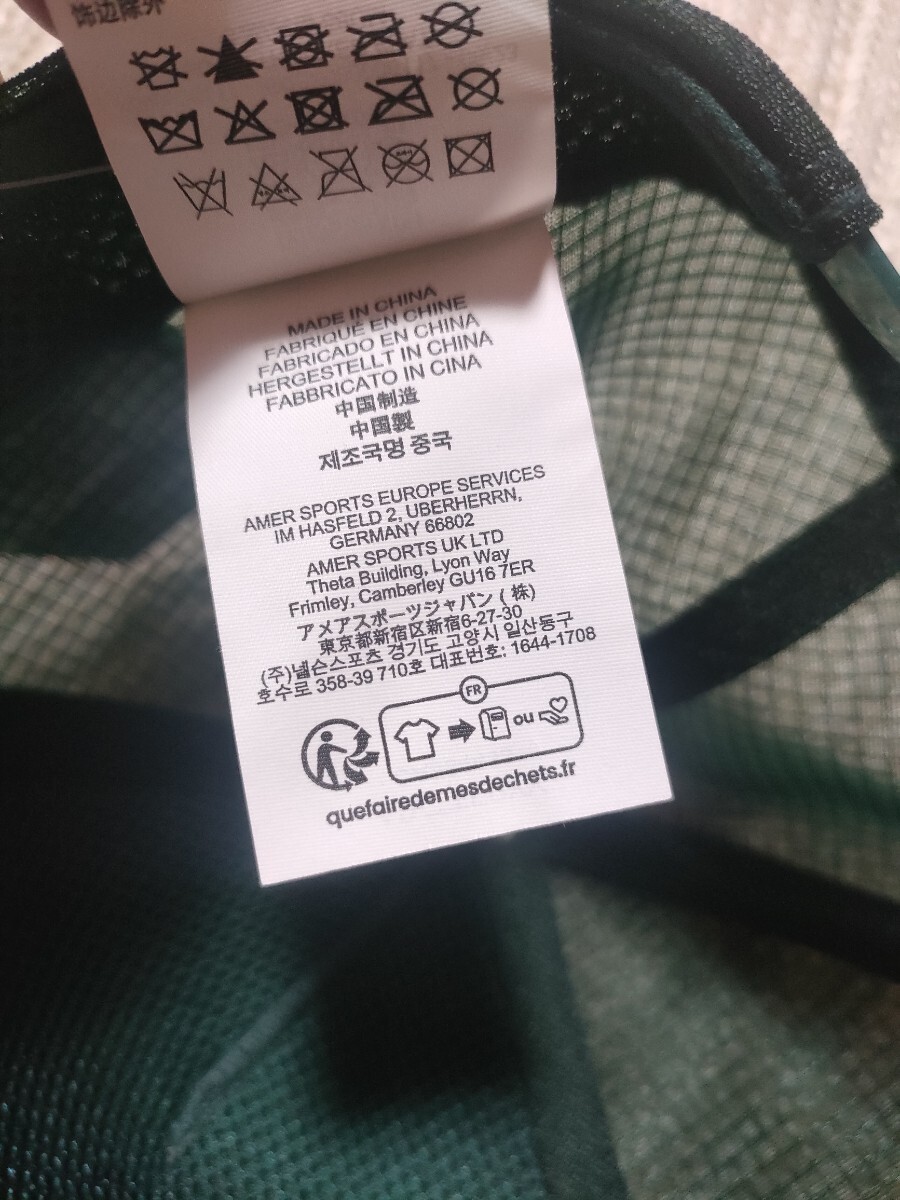 饰边除外
MADE IN CHINA
FABRIQUÉ EN CHINE
FABRICADO EN CHINA
HERGESTELLT IN CHINA
FABBRICATO IN CINA
中国制造
中国製
제조국명 중국
AMER SPORTS EUROPE SERVICES
IM HASFELD 2, UBERHERRN,
GERMANY 66802
AMER SPORTS UK LTD
Theta Building, Lyon Way
Frimley, Camberley GU16 7ER
アメアスポーツジャパン ( 株)
東京都新宿区新宿6-27-30
(주)넬슨스포츠 경기도 고양시 일산동구
호수로 358-39 710호 대표번호: 1644-1708
FR
ou
quefairedemesdechets.fr